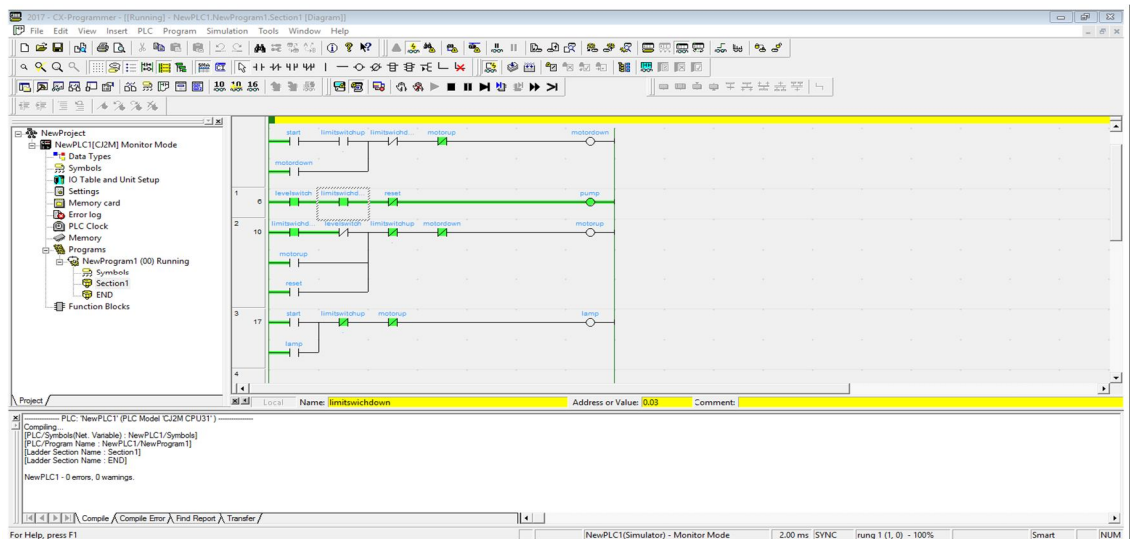 2017 - CX-Programmer - [[Running] - NewPLC1.NewProgram1.Section1 [Diagram]]
File Edit View Insert PLC Program Simulation Tools Window Help
10 10 16
NewProject
NewPLC1[CJ2M] Monitor Mode
Data Types
Symbols
IO Table and Unit Setup
Settings
Memory card
Error log
PLC Clock
Memory
Programs
NewProgram1 (00) Running
Symbols
Section1
END
Function Blocks
Project
start limitswitchup limitswichd... motorup motordown
motordown
1
6
levelswitch limitswichd... reset pump
2
10
limitswichd... levelswitch limitswitchup motordown motorup
motorup
reset
3
17
start limitswitchup motorup lamp
lamp
4
Local Name: limitswichdown Address or Value: 0.03 Comment:
---------- PLC: 'NewPLC1' (PLC Model 'CJ2M CPU31') ----------
Compiling...
[PLC/Symbols(Net. Variable) : NewPLC1/Symbols]
[PLC/Program Name : NewPLC1/NewProgram1]
[Ladder Section Name : Section1]
[Ladder Section Name : END]
NewPLC1 - 0 errors, 0 warnings.
Compile Compile Error Find Report Transfer
For Help, press F1 NewPLC1(Simulator) - Monitor Mode 2.00 ms SYNC rung 1 (1, 0) - 100% Smart NUM